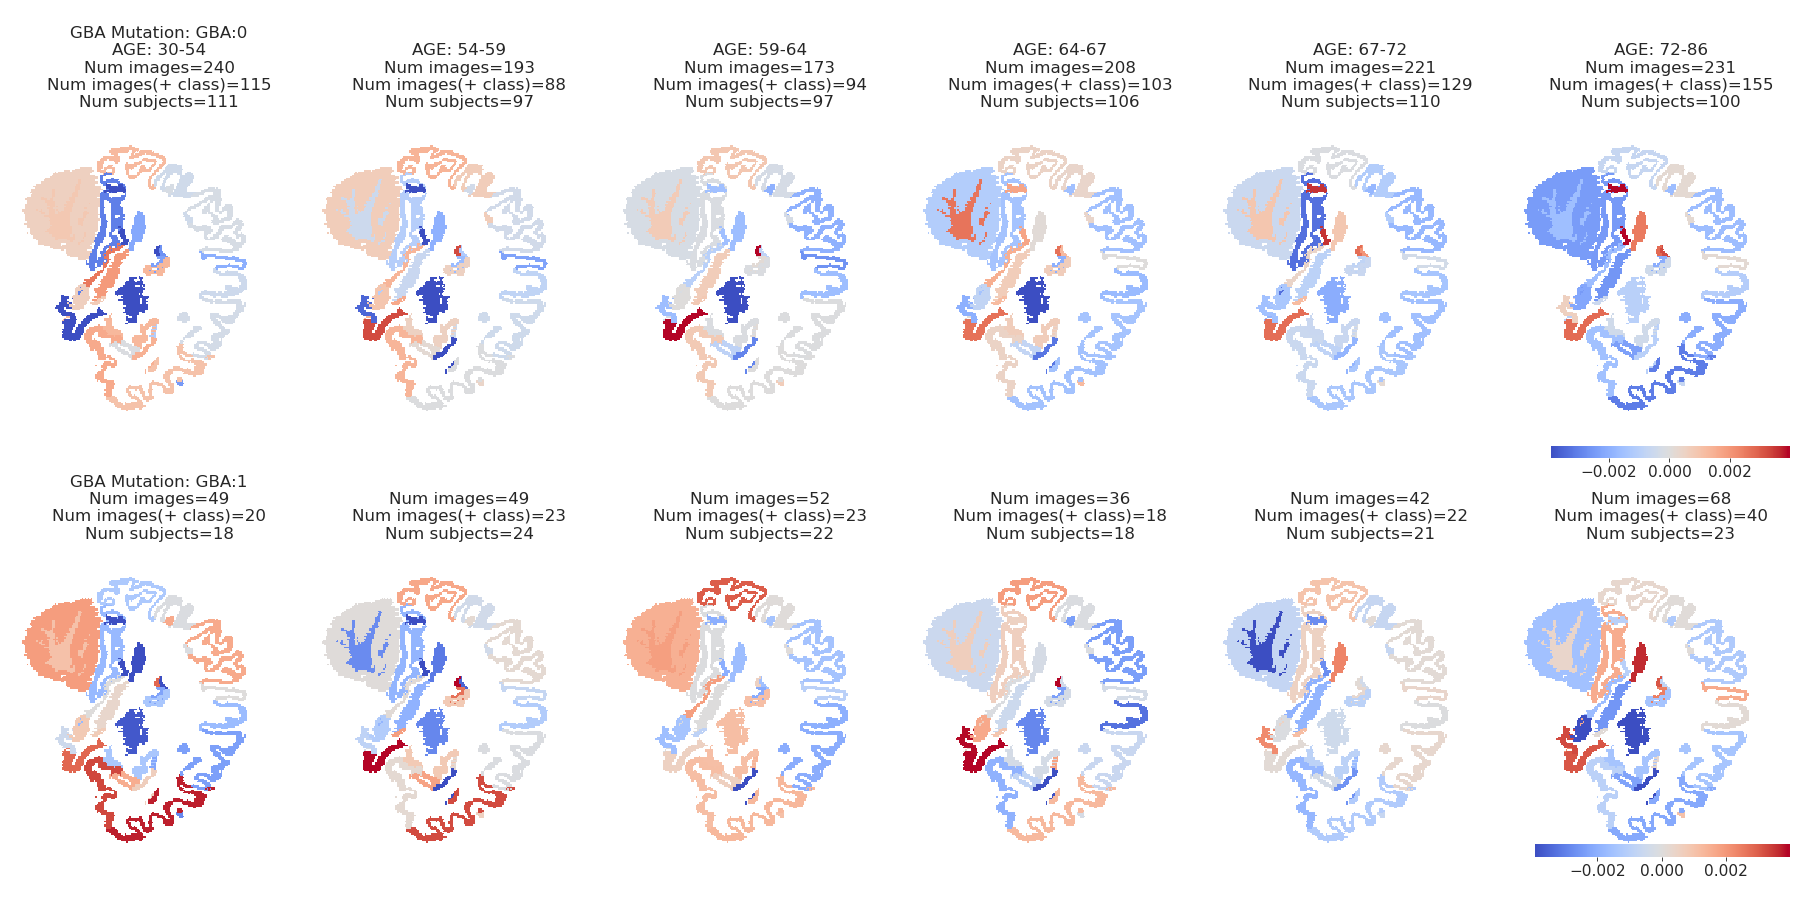 GBA Mutation: GBA:0
AGE: 30-54
Num images=240
Num images(+ class)=115
Num subjects=111
AGE: 54-59
Num images=193
Num images(+ class)=88
Num subjects=97
AGE: 59-64
Num images=173
Num images(+ class)=94
Num subjects=97
AGE: 64-67
Num images=208
Num images(+ class)=103
Num subjects=106
AGE: 67-72
Num images=221
Num images(+ class)=129
Num subjects=110
AGE: 72-86
Num images=231
Num images(+ class)=155
Num subjects=100
−0.002 0.000 0.002
GBA Mutation: GBA:1
Num images=49
Num images(+ class)=20
Num subjects=18
Num images=49
Num images(+ class)=23
Num subjects=24
Num images=52
Num images(+ class)=23
Num subjects=22
Num images=36
Num images(+ class)=18
Num subjects=18
Num images=42
Num images(+ class)=22
Num subjects=21
Num images=68
Num images(+ class)=40
Num subjects=23
−0.002 0.000 0.002